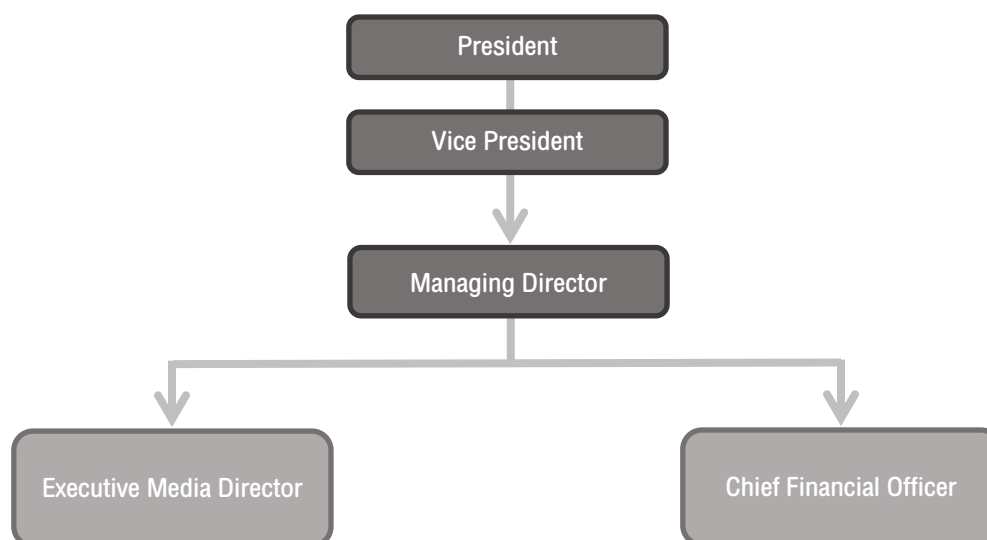 President
Vice President
Managing Director
Executive Media Director
Chief Financial Officer